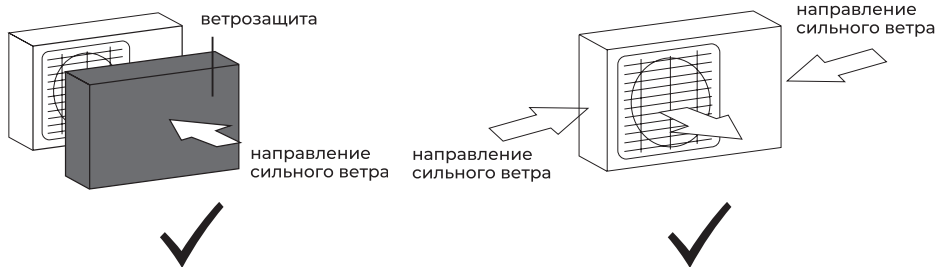 ветрозащита
направление
сильного ветра
направление
сильного ветра
направление
сильного ветра